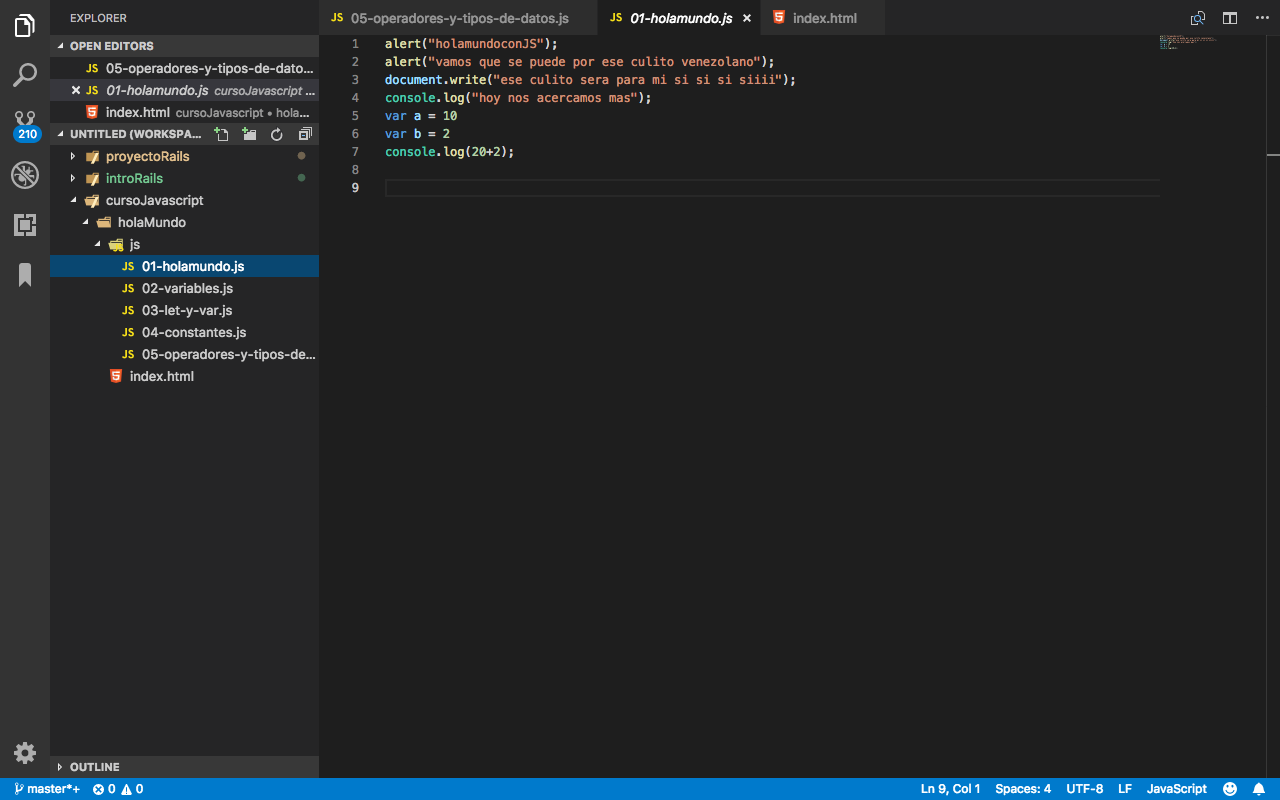 EXPLORER
OPEN EDITORS
JS 05-operadores-y-tipos-de-dato...
JS 01-holamundo.js cursoJavascript ...
index.html cursoJavascript • hola...
210
UNTITLED (WORKSPA...
proyectoRails
introRails
cursoJavascript
holaMundo
js
JS 01-holamundo.js
JS 02-variables.js
JS 03-let-y-var.js
JS 04-constantes.js
JS 05-operadores-y-tipos-de...
index.html
OUTLINE
JS 05-operadores-y-tipos-de-datos.js
JS 01-holamundo.js
index.html
1 alert("holamundoconJS");
2 alert("vamos que se puede por ese culito venezolano");
3 document.write("ese culito sera para mi si si si siiii");
4 console.log("hoy nos acercamos mas");
5 var a = 10
6 var b = 2
7 console.log(20+2);
8
9
master*+ 0 0 Ln 9, Col 1 Spaces: 4 UTF-8 LF JavaScript